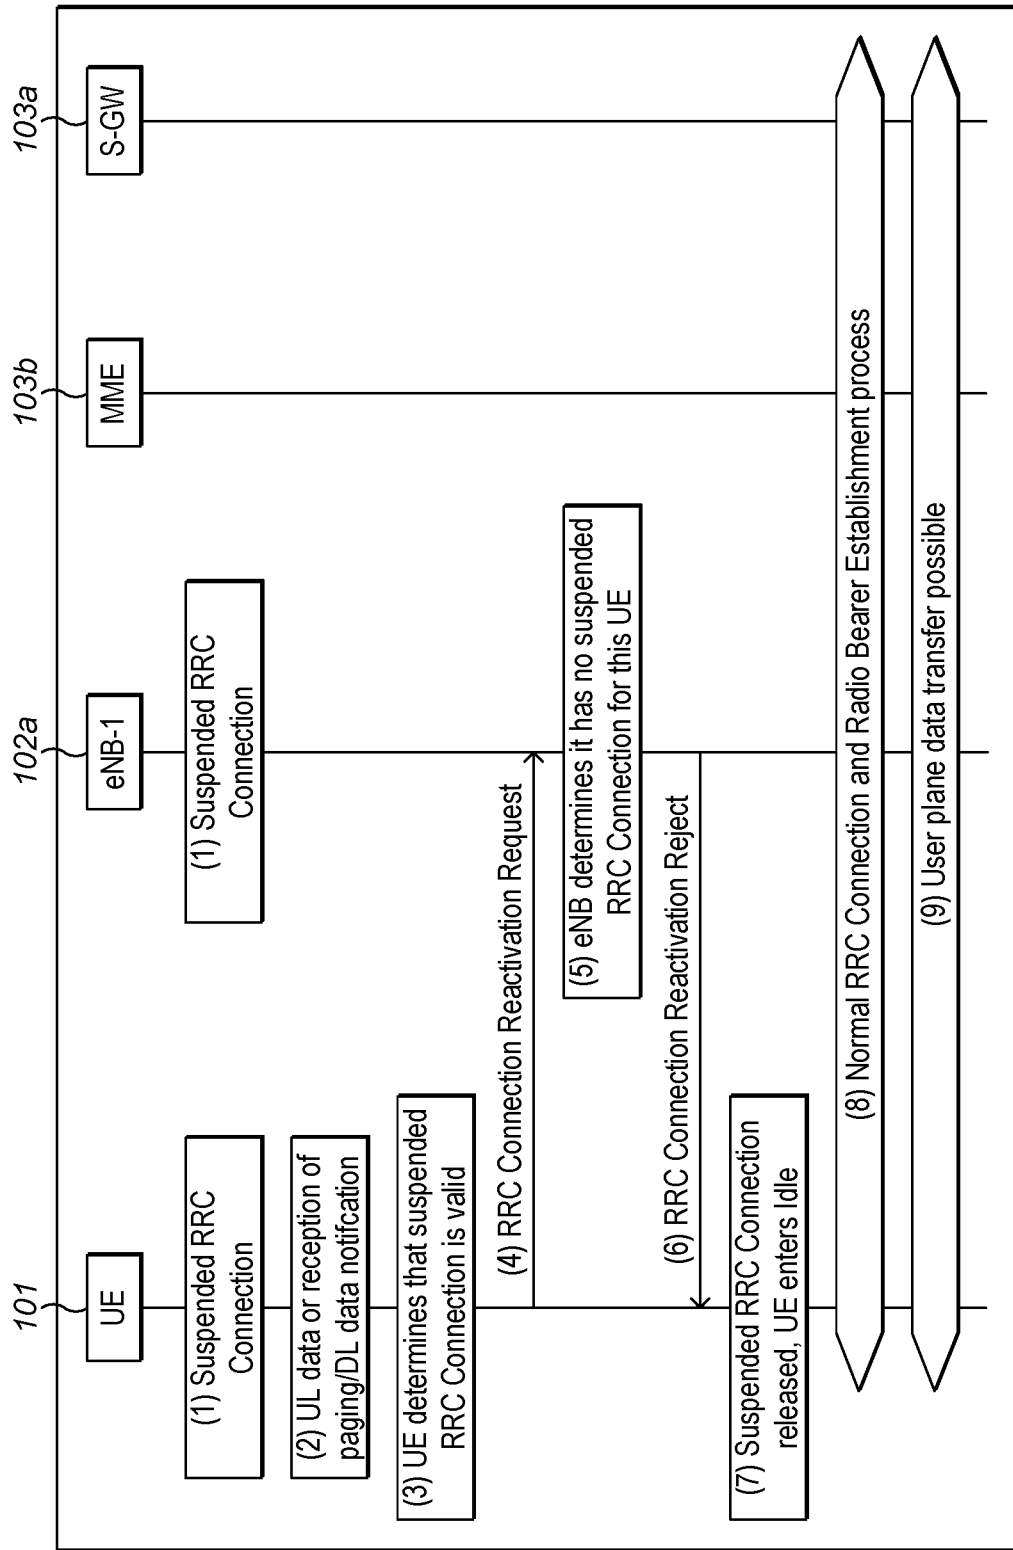 101
102a
103b
103a
UE
eNB-1
MME
S-GW
(1) Suspended RRC
Connection
(1) Suspended RRC
Connection
(2) UL data or reception of
paging/DL data notifcation
(3) UE determines that suspended
RRC Connection is valid
(4) RRC Connection Reactivation Request
(5) eNB determines it has no suspended
RRC Connection for this UE
(6) RRC Connection Reactivation Reject
(7) Suspended RRC Connection
released, UE enters Idle
(8) Normal RRC Connection and Radio Bearer Establishment process
(9) User plane data transfer possible